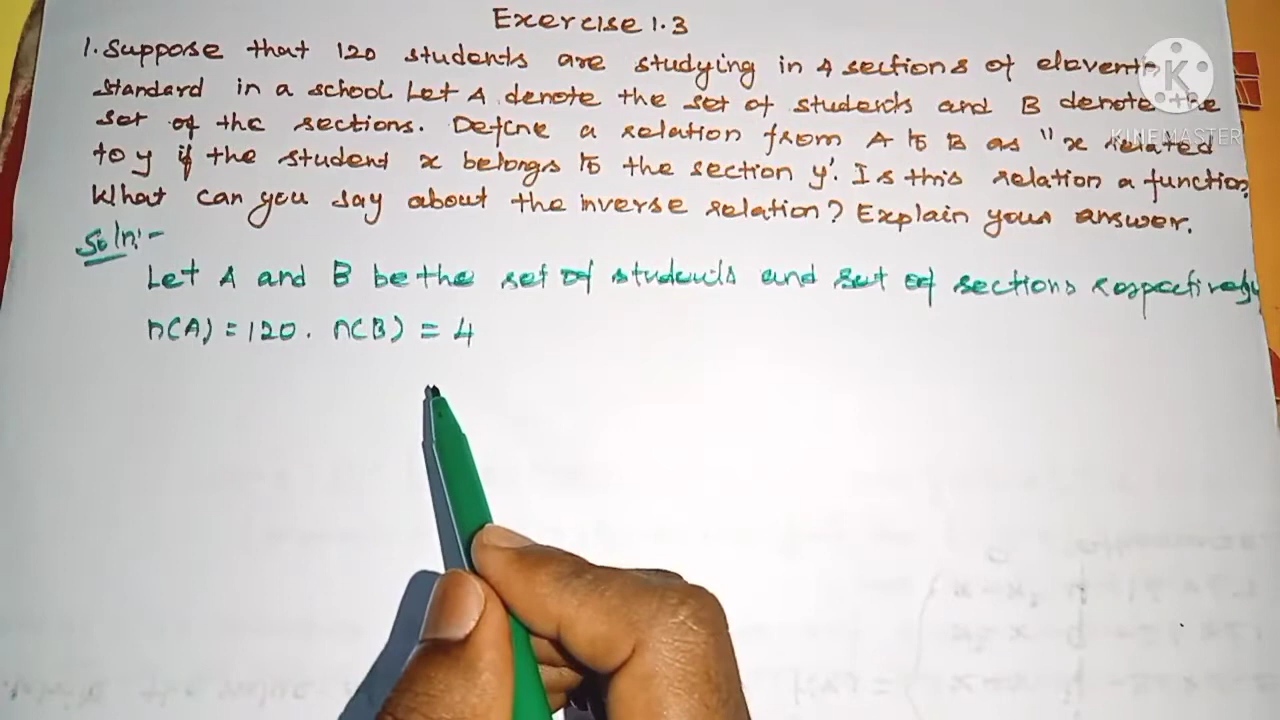 Exercise 1.3
1. Suppose that 120 students are studying in 4 sections of eleventh
standard in a school. Let A denote the set of students and B denote the
set of the sections. Define a relation from A to B as "x related
to y if the student x belongs to the section y". Is this relation a function,
What can you say about the inverse relation? Explain your answer.
Soln:-
Let A and B be the set of students and set of sections respectively
n(A) = 120. n(B) = 4
K
KINEMASTER